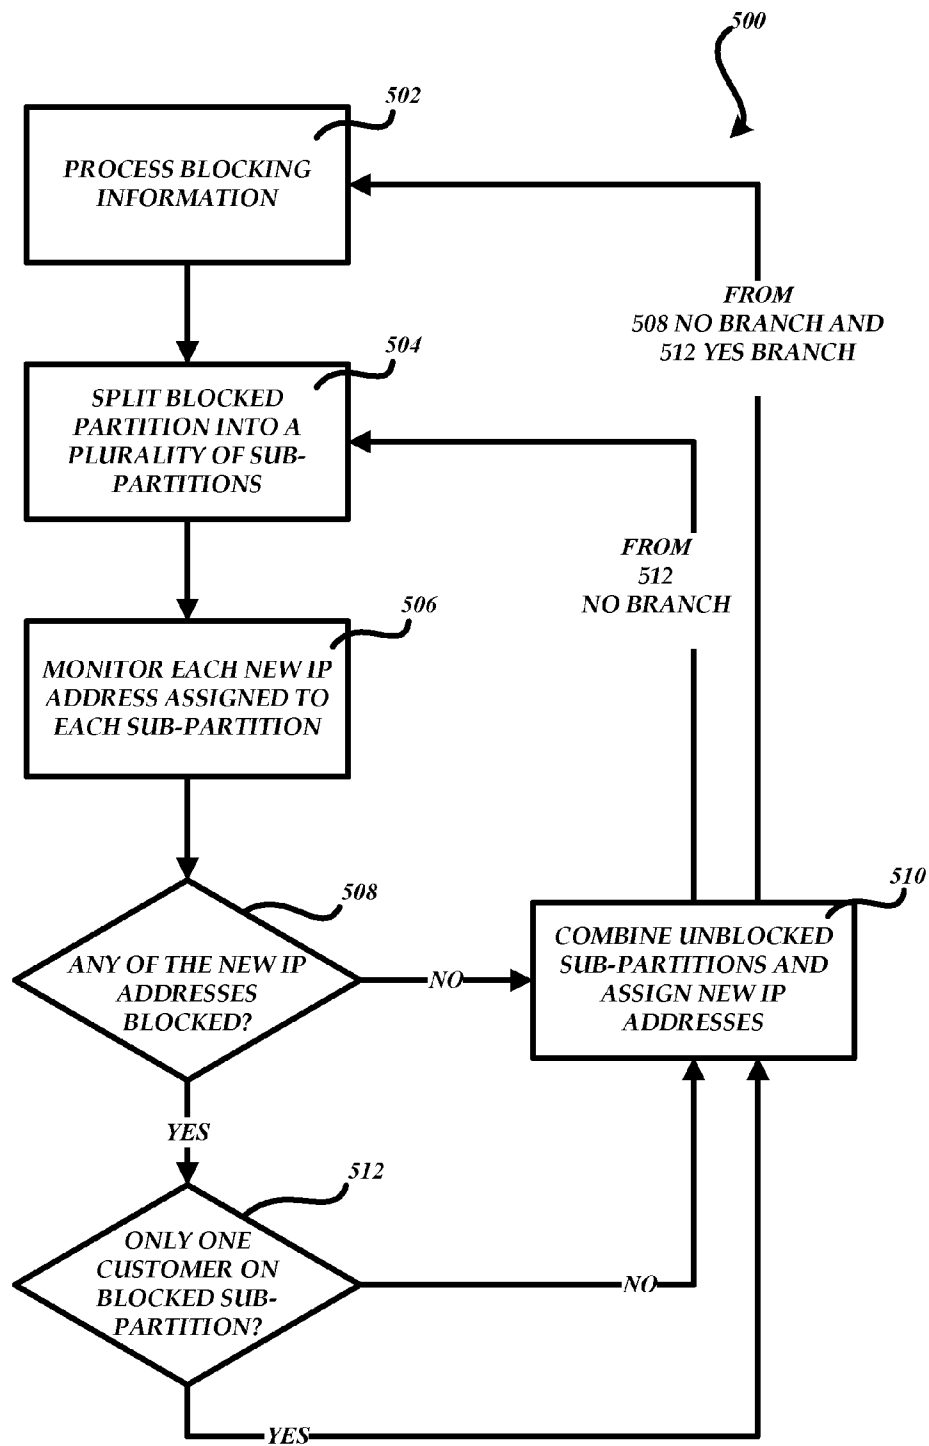 500
502
PROCESS BLOCKING
INFORMATION
FROM
508 NO BRANCH AND
512 YES BRANCH
504
SPLIT BLOCKED
PARTITION INTO A
PLURALITY OF SUB-
PARTITIONS
FROM
512
NO BRANCH
506
MONITOR EACH NEW IP
ADDRESS ASSIGNED TO
EACH SUB-PARTITION
508
ANY OF THE NEW IP
ADDRESSES
BLOCKED?
NO
510
COMBINE UNBLOCKED
SUB-PARTITIONS AND
ASSIGN NEW IP
ADDRESSES
YES
512
ONLY ONE
CUSTOMER ON
BLOCKED SUB-
PARTITION?
NO
YES